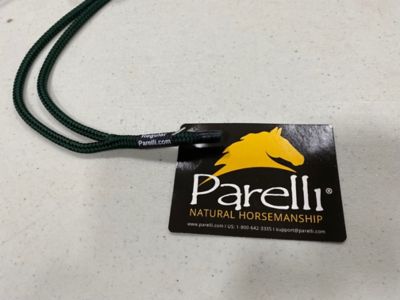 Regular
Parelli.com
Parelli®
NATURAL HORSEMANSHIP
www.parelli.com I US: 1-800-642-3335 I support@parelli.com